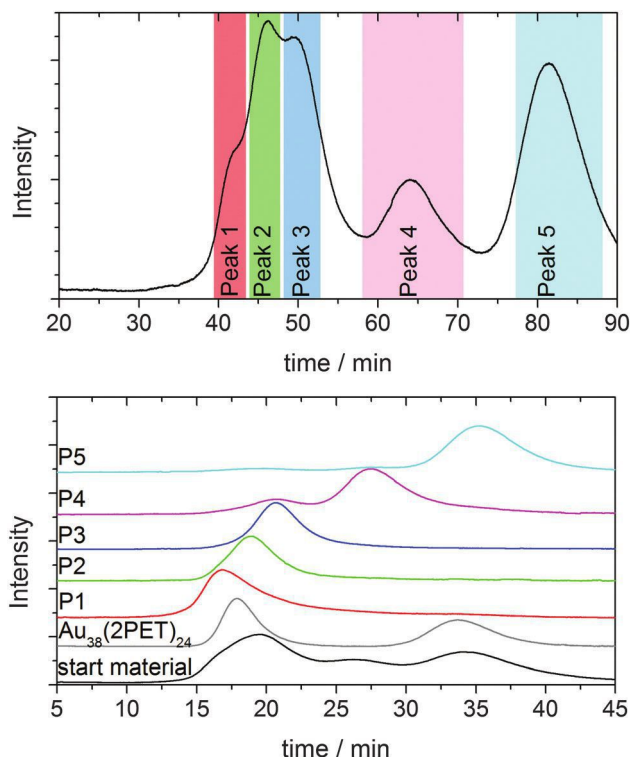 Intensity
Peak 1
Peak 2
Peak 3
Peak 4
Peak 5
20 30 40 50 60 70 80 90
time / min
Intensity
P5
P4
P3
P2
P1
Au₃₈(2PET)₂₄
start material
5 10 15 20 25 30 35 40 45
time / min